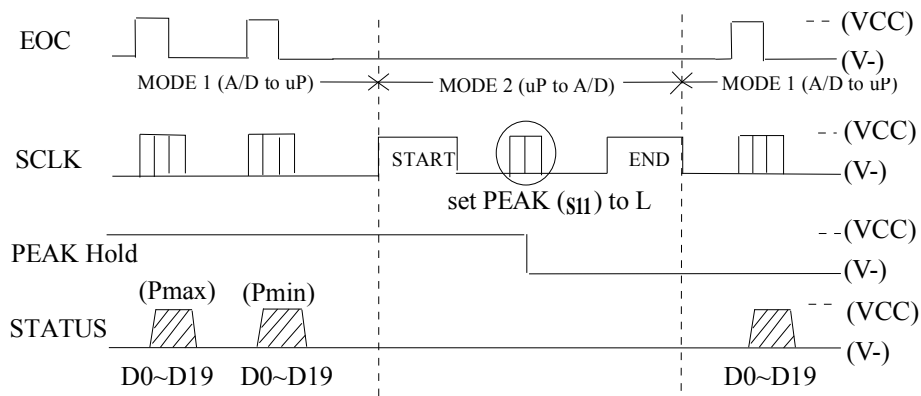 EOC
(VCC)
(V-)
MODE 1 (A/D to uP)
MODE 2 (uP to A/D)
MODE 1 (A/D to uP)
SCLK
START
END
(VCC)
(V-)
set PEAK (S11) to L
PEAK Hold
(VCC)
(V-)
(Pmax)
(Pmin)
STATUS
(VCC)
(V-)
D0~D19
D0~D19
D0~D19